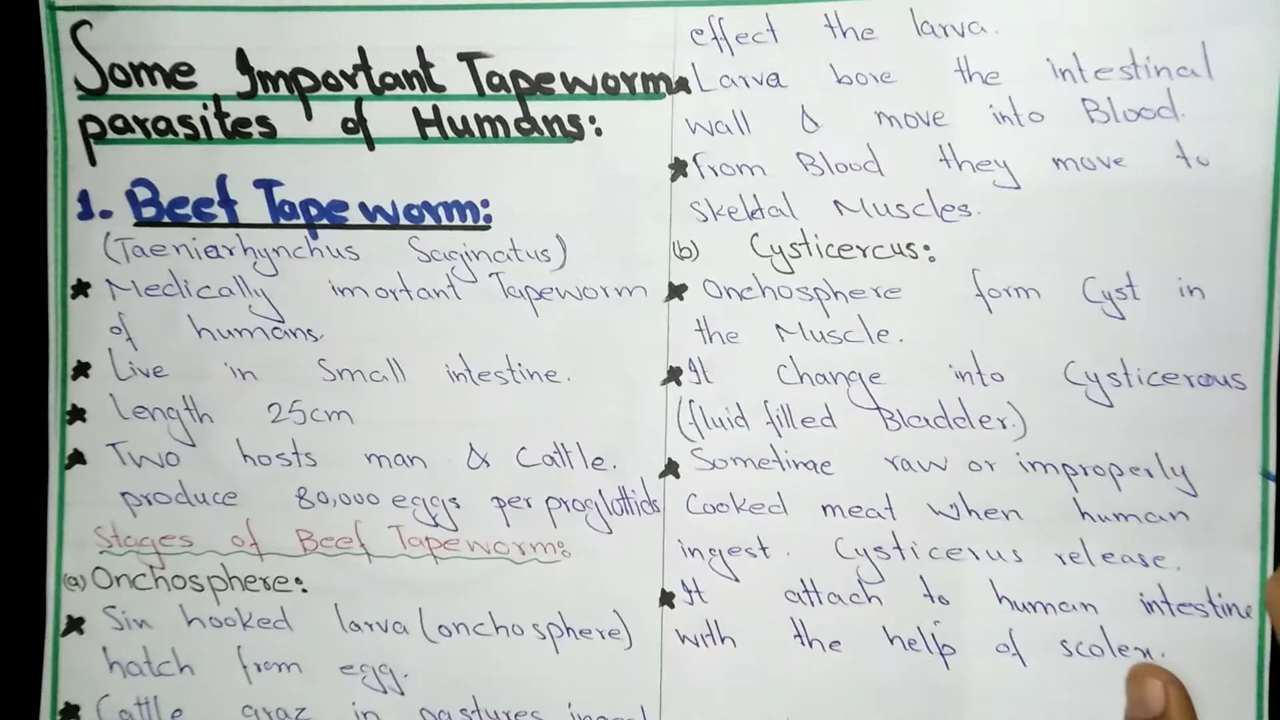 Some Important Tapeworm
parasites of Humans:
1. Beef Tapeworm:
(Taeniarhynchus Saginatus)
★ Medically imortant Tapeworm
of humans.
★ Live in Small intestine.
★ Length 25cm
★ Two hosts man & Cattle.
produce 80,000 eggs per proglottids
Stages of Beef Tapeworm:
(a) Onchosphere:
★ Six hooked larva (onchosphere)
hatch from egg.
★ Cattle graz in pastures
effect the larva.
★ Larva bore the intestinal
wall & move into Blood.
★ from Blood they move to
Skeletal Muscles.
(b) Cysticercus:
★ Onchosphere form Cyst in
the Muscle.
★ It Change into Cysticerous
(fluid filled Bladder.)
★ Sometime raw or improperly
Cooked meat when human
ingest. Cysticerus release.
★ It attach to human intestine
with the help of scolex.